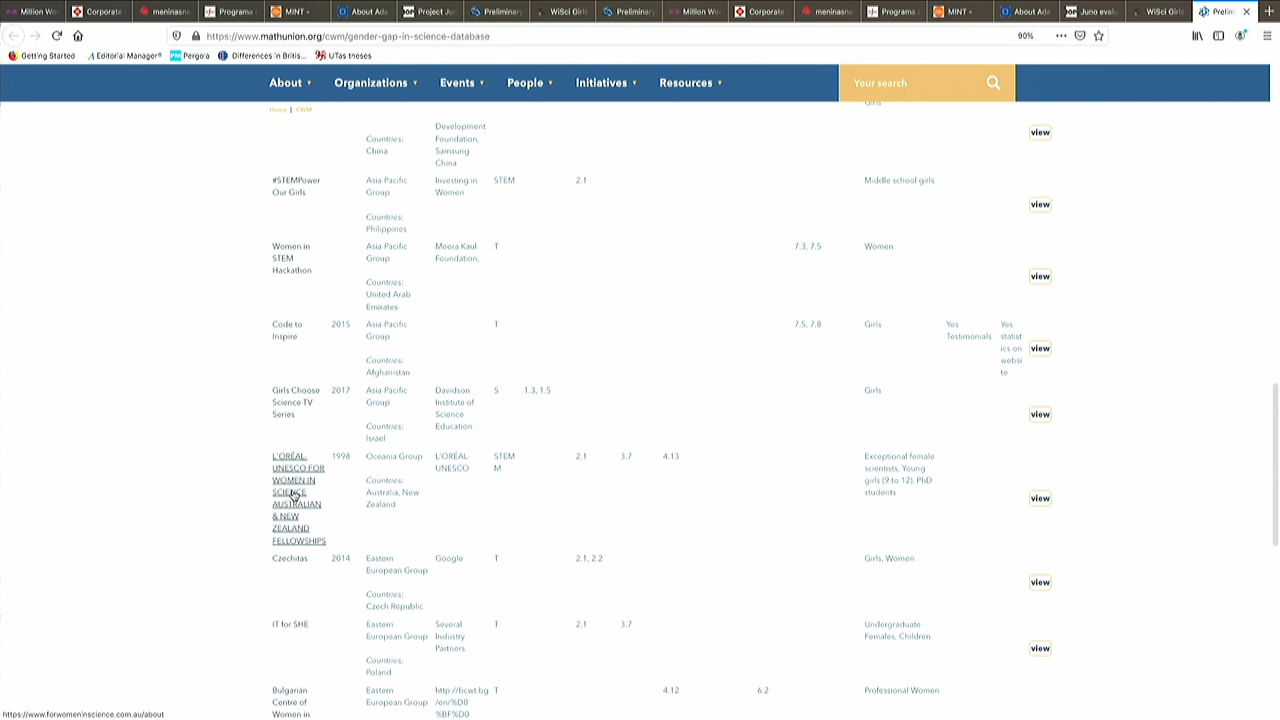 Million Wo
Corporate
meninasna
Programa
MINT -
About Ada
Project Jun
Preliminary
WiSci Girls
Preliminary
Million Wo
Corporate
meninasna
Programa
MINT -
About Ada
Juno evalu
WiSci Girls
Prelim
https://www.mathunion.org/cwm/gender-gap-in-science-database
90%
Getting Started
Editorial Manager®
Pergola
Differences in Britis...
UTas theses
About
Organizations
Events
People
Initiatives
Resources
Your search
Home | CWM
Girls
Development
Countries:
Foundation,
China
Samsung
China
view
#STEMPower
Asia Pacific
Investing in
STEM
2.1
Middle school girls
Our Girls
Group
Women
view
Countries:
Philippines
Women in
Asia Pacific
Meera Kaul
T
7.3, 7.5
Women
STEM
Group
Foundation,
Hackathon
view
Countries:
United Arab
Emirates
Code to
2015
Asia Pacific
T
7.5, 7.8
Girls
Yes
Yes
Inspire
Group
Testimonials
statist
ics on
view
websi
te
Countries:
Afghanistan
Girls Choose
2017
Asia Pacific
Davidson
S
1.3, 1.5
Girls
Science TV
Group
Institute of
Series
Science
view
Countries:
Education
Israel
L'ORÉAL-
1998
Oceania Group
L'ORÉAL-
STEM
2.1
3.7
4.13
Exceptional female
UNESCO FOR
UNESCO
M
scientists, Young
WOMEN IN
Countries:
girls (9 to 12), PhD
SCIENCE
Australia, New
students
AUSTRALIAN
Zealand
view
& NEW
ZEALAND
FELLOWSHIPS
Czechitas
2014
Eastern
Google
T
2.1, 2.2
Girls, Women
European Group
view
Countries:
Czech Republic
IT for SHE
Eastern
Several
T
2.1
3.7
Undergraduate
European Group
Industry
Females, Children
Partners
view
Countries:
Poland
Bulgarian
Eastern
http://bcwt.bg
T
4.12
6.2
Professional Women
Centre of
European Group
/en/%D0
Women in
%BF%D0
https://www.forwomeninscience.com.au/about